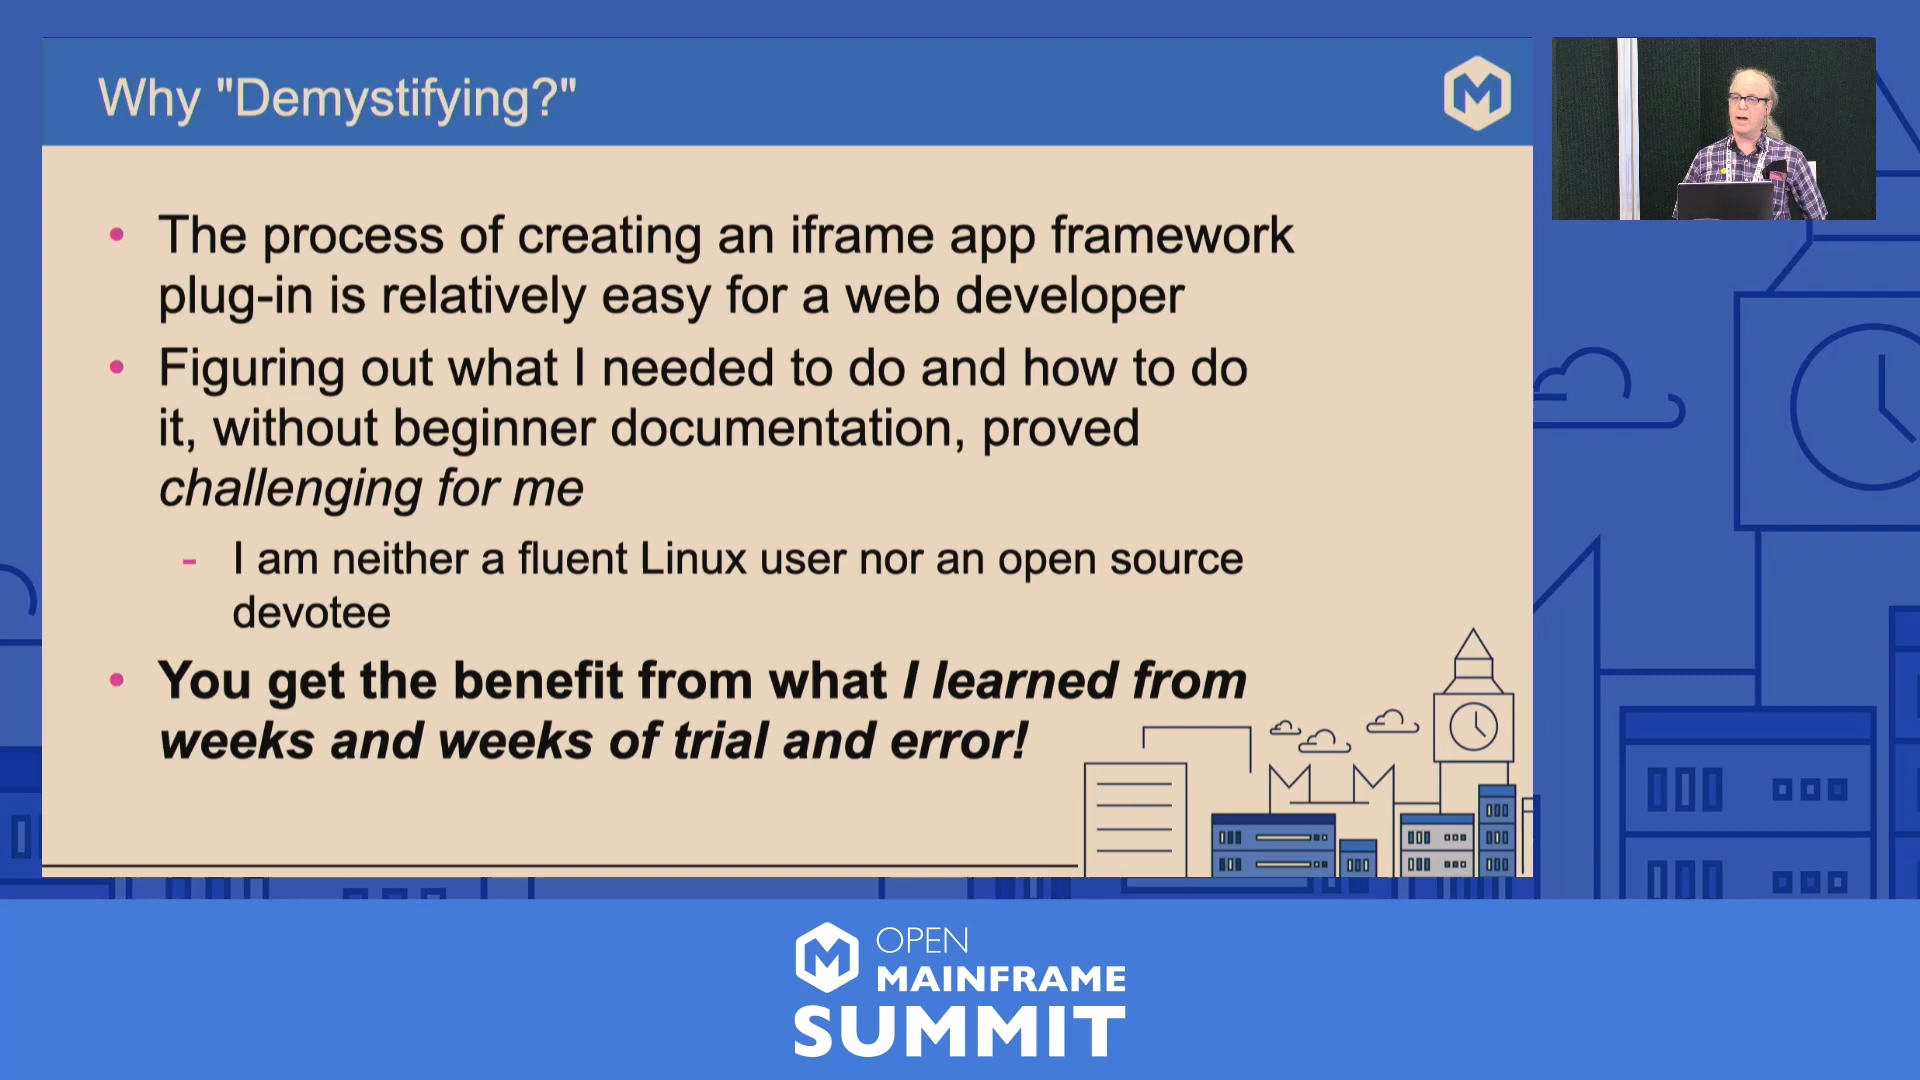 Why "Demystifying?"
• The process of creating an iframe app framework
plug-in is relatively easy for a web developer
• Figuring out what I needed to do and how to do
it, without beginner documentation, proved
challenging for me
- I am neither a fluent Linux user nor an open source
devotee
• You get the benefit from what I learned from
weeks and weeks of trial and error!
OPEN
MAINFRAME
SUMMIT